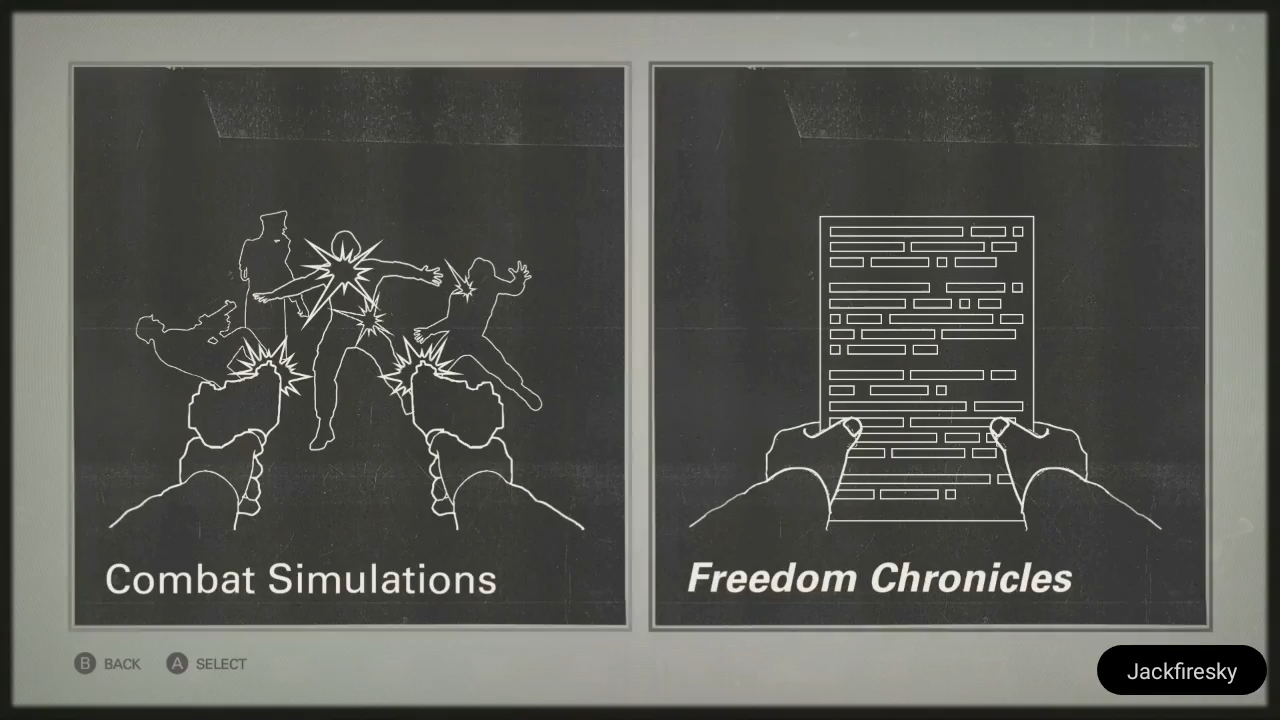 Combat Simulations
Freedom Chronicles
B BACK A SELECT
Jackfiresky